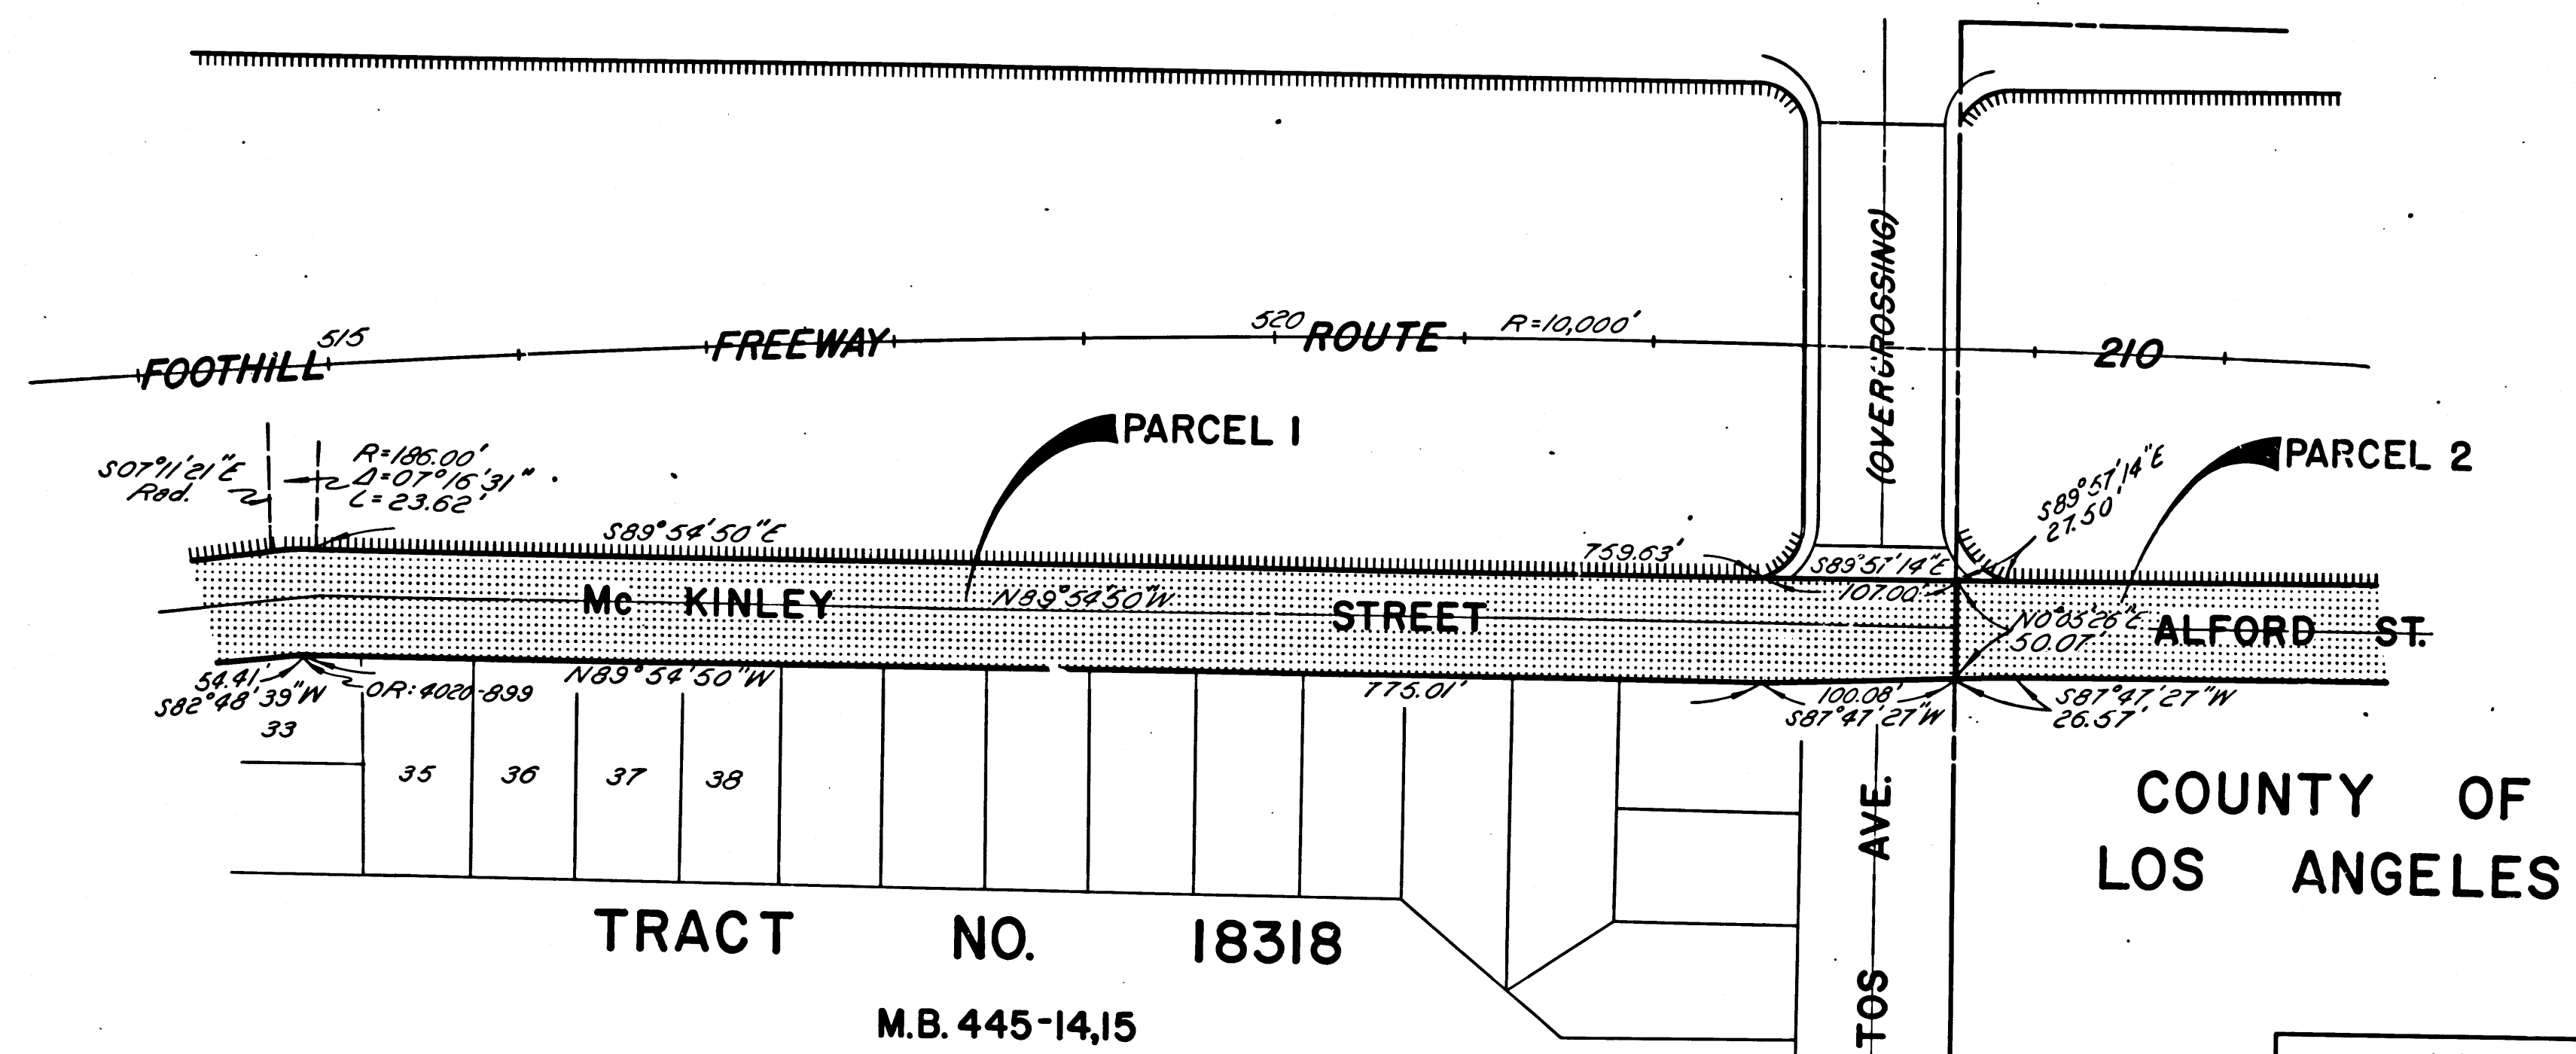 (OVERCROSSING)
515
520
R=10,000'
FOOTHILL FREEWAY ROUTE 210
PARCEL 1
PARCEL 2
S07°11'21"E
Rad.
R=186.00'
Δ=07°16'31"
L=23.62'
S89°57'14"E
27.50'
S89°54'50"E
759.63'
S89°57'14"E
107.00'
Mc KINLEY STREET
N89°54'50"W
N0°05'26"E
50.07'
ALFORD ST.
54.41'
S82°48'39"W
OR:4020-899
N89°54'50"W
775.01'
100.08'
S87°47'27"W
S87°47'27"W
26.57'
33
35
36
37
38
TOS AVE.
COUNTY OF
LOS ANGELES
TRACT NO. 18318
M.B. 445-14,15